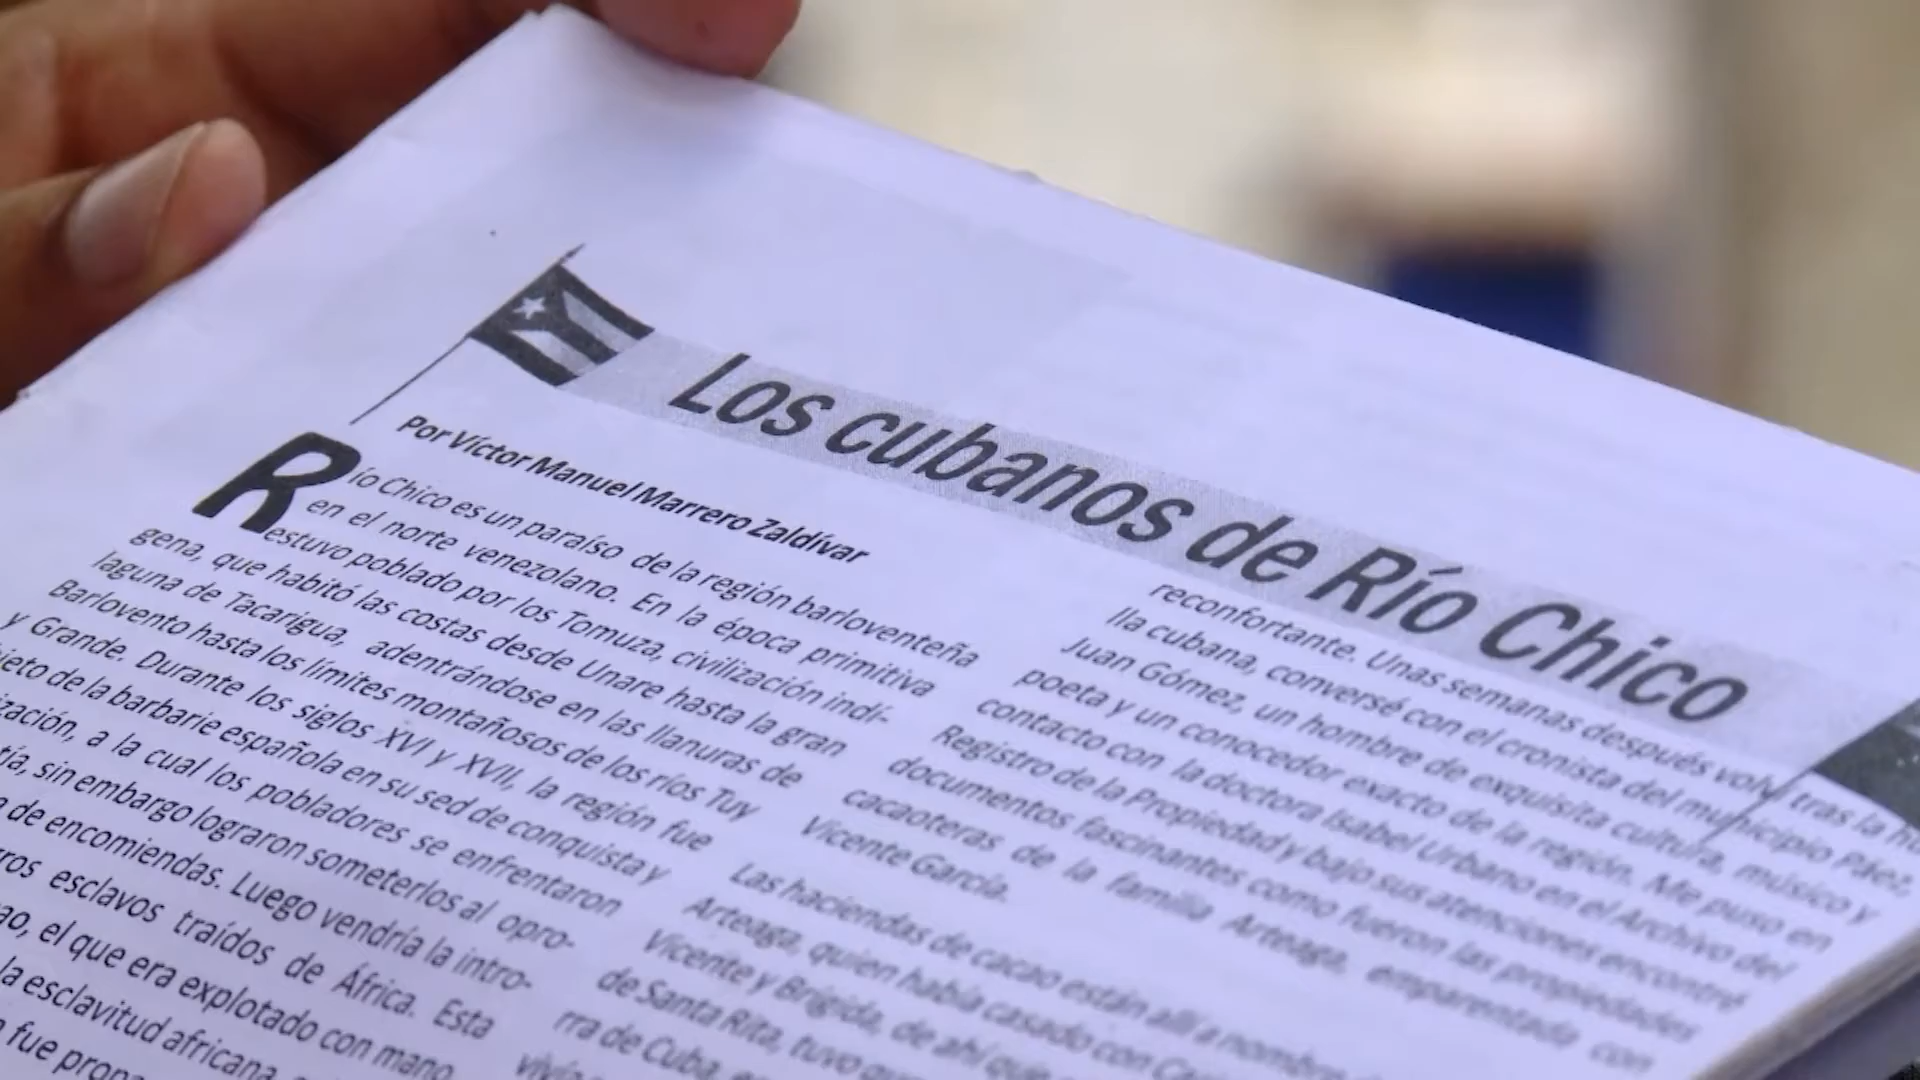 Los cubanos de Río Chico
Por Víctor Manuel Marrero Zaldívar
Río Chico es un paraíso de la región barloventeña
en el norte venezolano. En la época primitiva
estuvo poblado por los Tomuza, civilización indí-
gena, que habitó las costas desde Unare hasta la gran
laguna de Tacarigua, adentrándose en las llanuras de
Barlovento hasta los límites montañosos de los ríos Tuy
y Grande. Durante los siglos XVI y XVII, la región fue
de la barbarie española en su sed de conquista y
a la cual los pobladores se enfrentaron
sin embargo lograron someterlos al opro-
de encomiendas. Luego vendría la intro-
esclavos traídos de África. Esta
el que era explotado con mano
la esclavitud africana
fue
reconfortante. Unas semanas después volví tras la
lla cubana, conversé con el cronista del municipio Páez,
Juan Gómez, un hombre de exquisita cultura, músico y
poeta y un conocedor exacto de la región. Me puso en
contacto con la doctora Isabel Urbano en el Archivo del
Registro de la Propiedad y bajo sus atenciones encontré
documentos fascinantes como fueron las propiedades
cacaoteras de la familia Arteaga, emparentada con
Vicente García.
Las haciendas de cacao están allí a nombre
Arteaga, quien había casado con
Vicente y Brígida, de ahí que
de Santa Rita, tuvo
rra de Cuba,